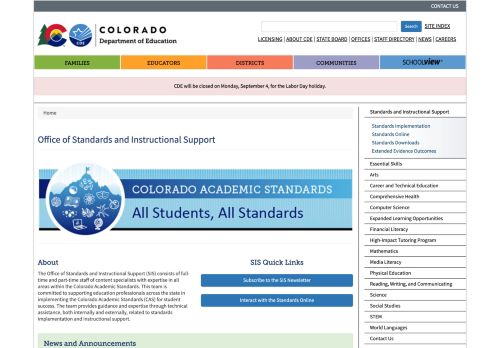 CONTACT US
COLORADO
Department of Education
CDE
Search
SITE INDEX
LICENSING | ABOUT CDE | STATE BOARD | OFFICES | STAFF DIRECTORY | NEWS | CAREERS
FAMILIES
EDUCATORS
DISTRICTS
COMMUNITIES
SCHOOLVIEW
CDE will be closed on Monday, September 4, for the Labor Day holiday.
Home
Office of Standards and Instructional Support
COLORADO ACADEMIC STANDARDS
All Students, All Standards
About
The Office of Standards and Instructional Support (SIS) consists of full-
time and part-time staff of content specialists with expertise in all
areas within the Colorado Academic Standards. This team is
committed to supporting education professionals across the state in
implementing the Colorado Academic Standards (CAS) for student
success. The team provides guidance and expertise through technical
assistance, both internally and externally, related to standards
implementation and instructional support.
SIS Quick Links
Subscribe to the SIS Newsletter
Interact with the Standards Online
News and Announcements
Standards and Instructional Support
Standards Implementation
Standards Online
Standards Downloads
Extended Evidence Outcomes
Essential Skills
Arts
Career and Technical Education
Comprehensive Health
Computer Science
Expanded Learning Opportunities
Financial Literacy
High-Impact Tutoring Program
Mathematics
Media Literacy
Physical Education
Reading, Writing, and Communicating
Science
Social Studies
STEM
World Languages
Contact Us